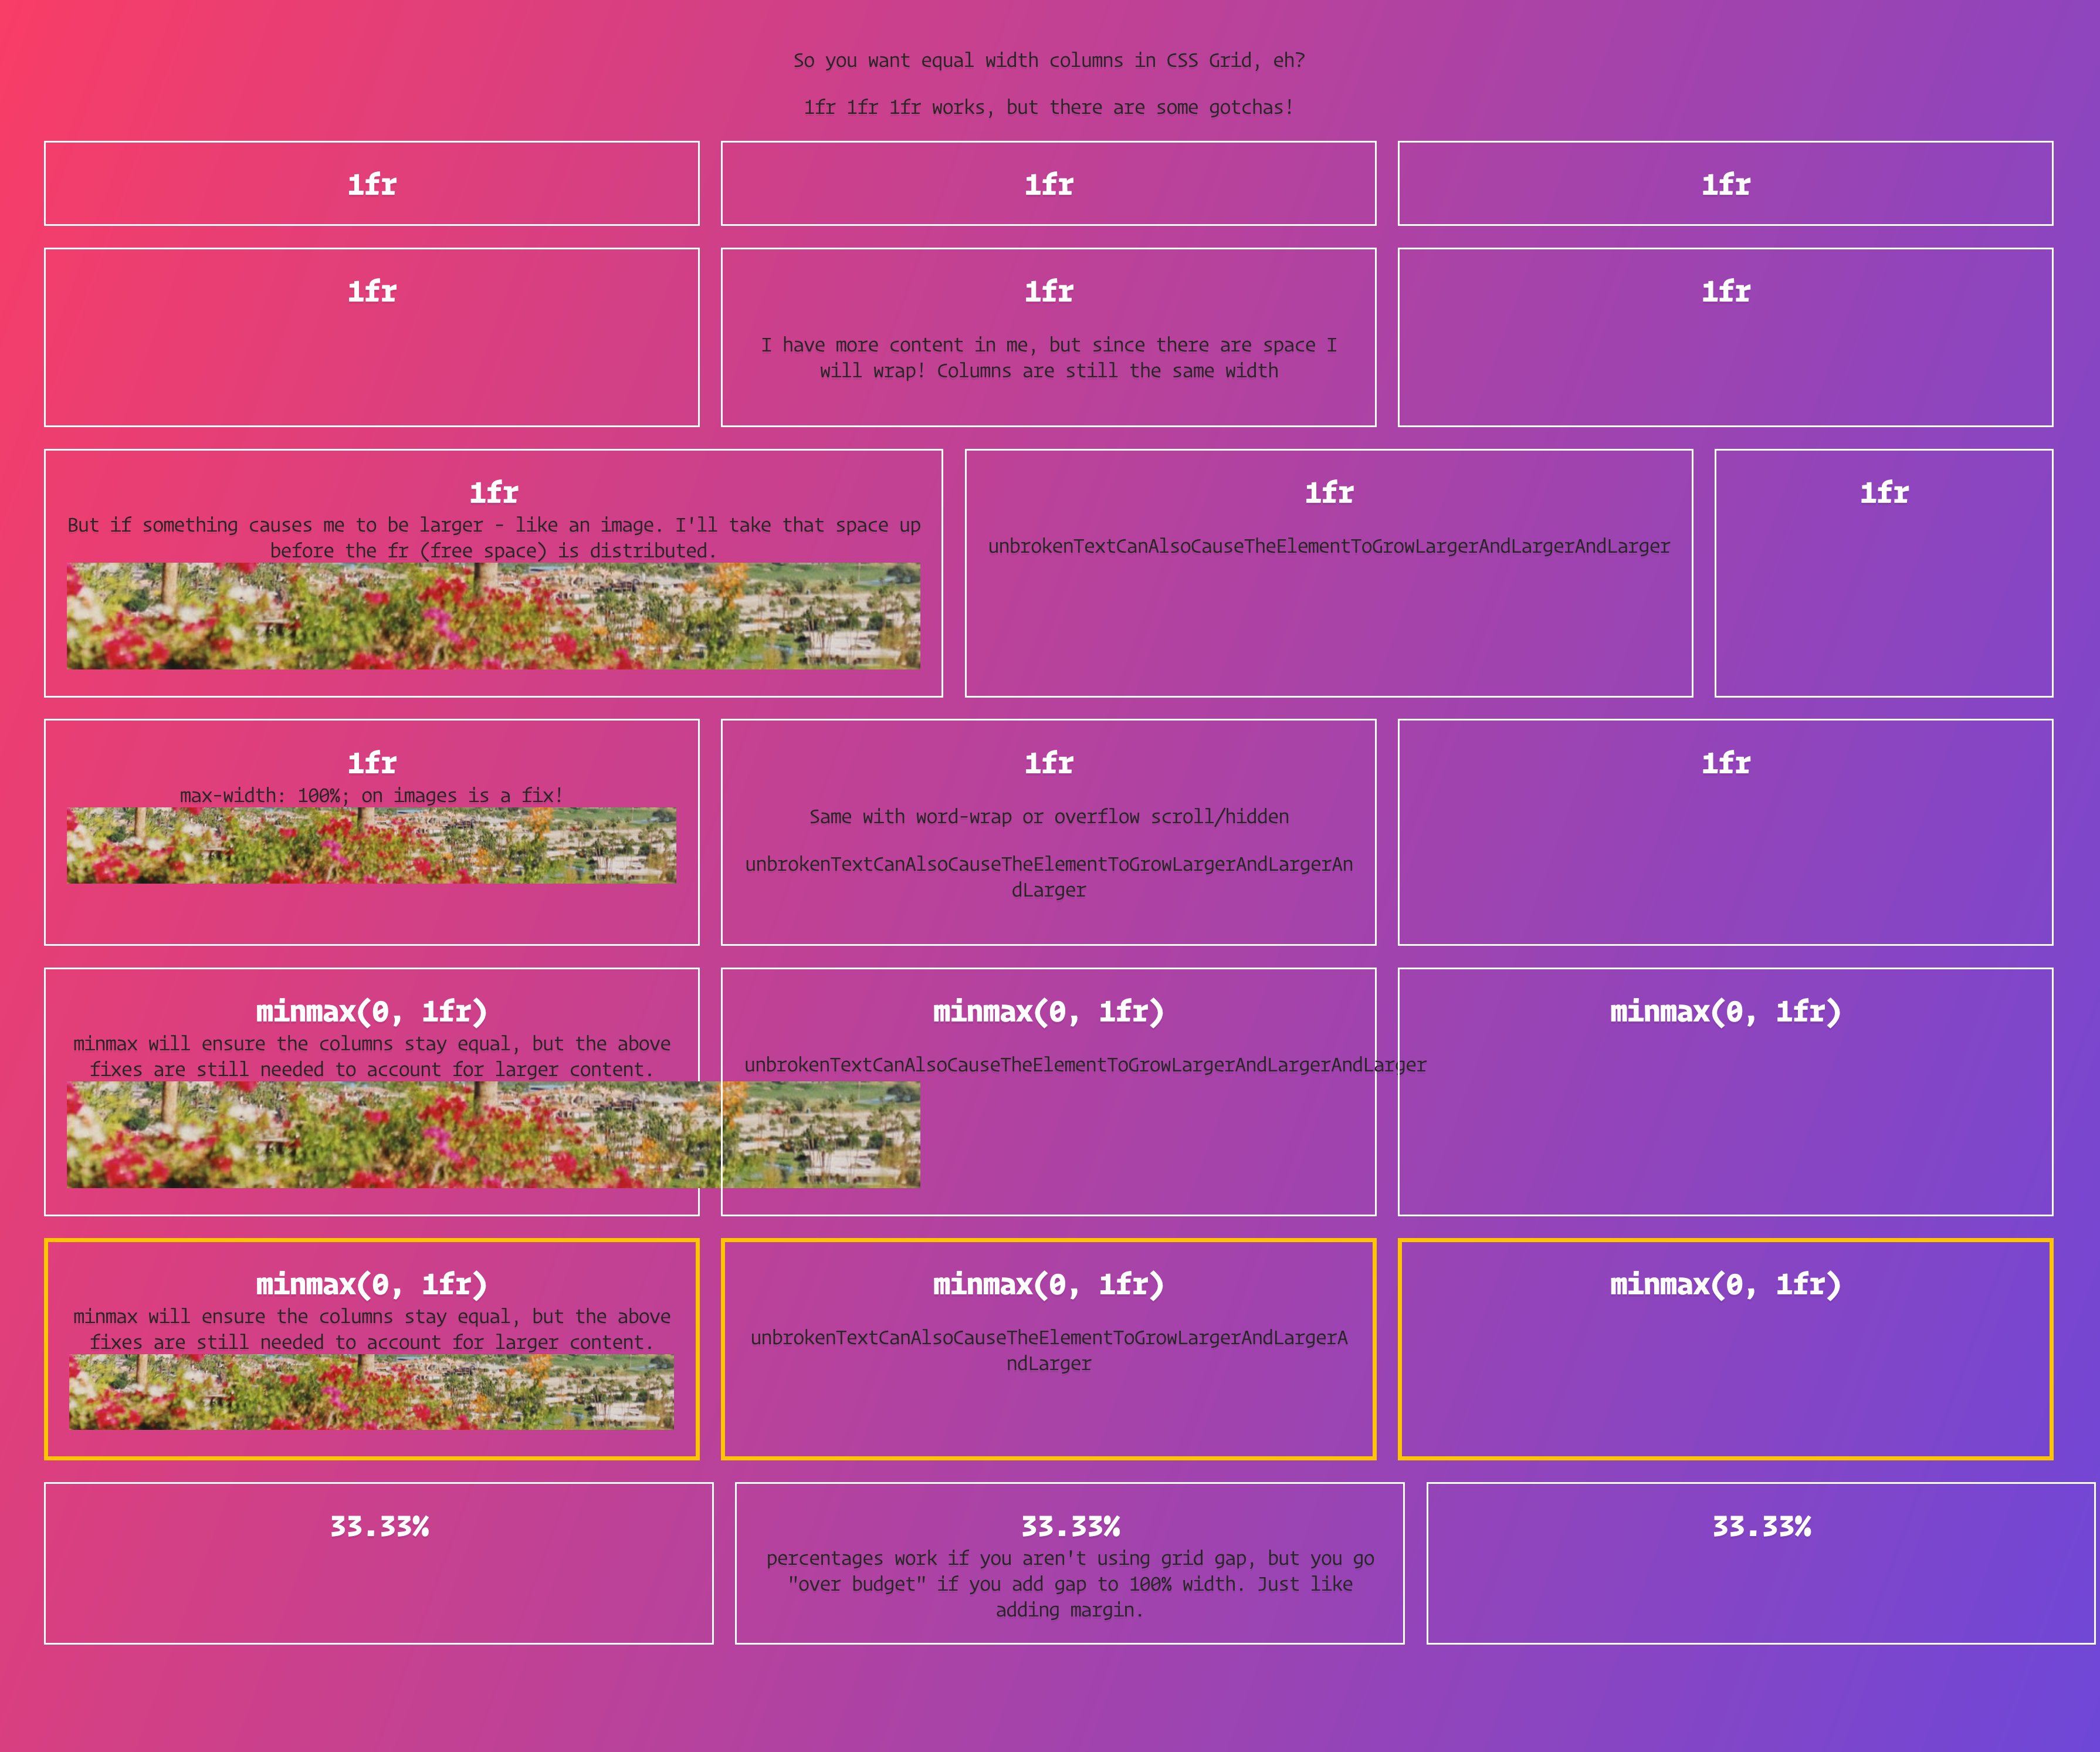 So you want equal width columns in CSS Grid, eh?
1fr 1fr 1fr works, but there are some gotchas!
1fr
1fr
1fr
1fr
1fr
I have more content in me, but since there are space I
will wrap! Columns are still the same width
1fr
1fr
But if something causes me to be larger - like an image. I'll take that space up
before the fr (free space) is distributed.
1fr
unbrokenTextCanAlsoCauseTheElementToGrowLargerAndLargerAndLarger
1fr
1fr
max-width: 100%; on images is a fix!
1fr
Same with word-wrap or overflow scroll/hidden
unbrokenTextCanAlsoCauseTheElementToGrowLargerAndLargerAn
dLarger
1fr
minmax(0, 1fr)
minmax will ensure the columns stay equal, but the above
fixes are still needed to account for larger content.
minmax(0, 1fr)
unbrokenTextCanAlsoCauseTheElementToGrowLargerAndLargerAndLarger
minmax(0, 1fr)
minmax(0, 1fr)
minmax will ensure the columns stay equal, but the above
fixes are still needed to account for larger content.
minmax(0, 1fr)
unbrokenTextCanAlsoCauseTheElementToGrowLargerAndLargerA
ndLarger
minmax(0, 1fr)
33.33%
33.33%
percentages work if you aren't using grid gap, but you go
"over budget" if you add gap to 100% width. Just like
adding margin.
33.33%